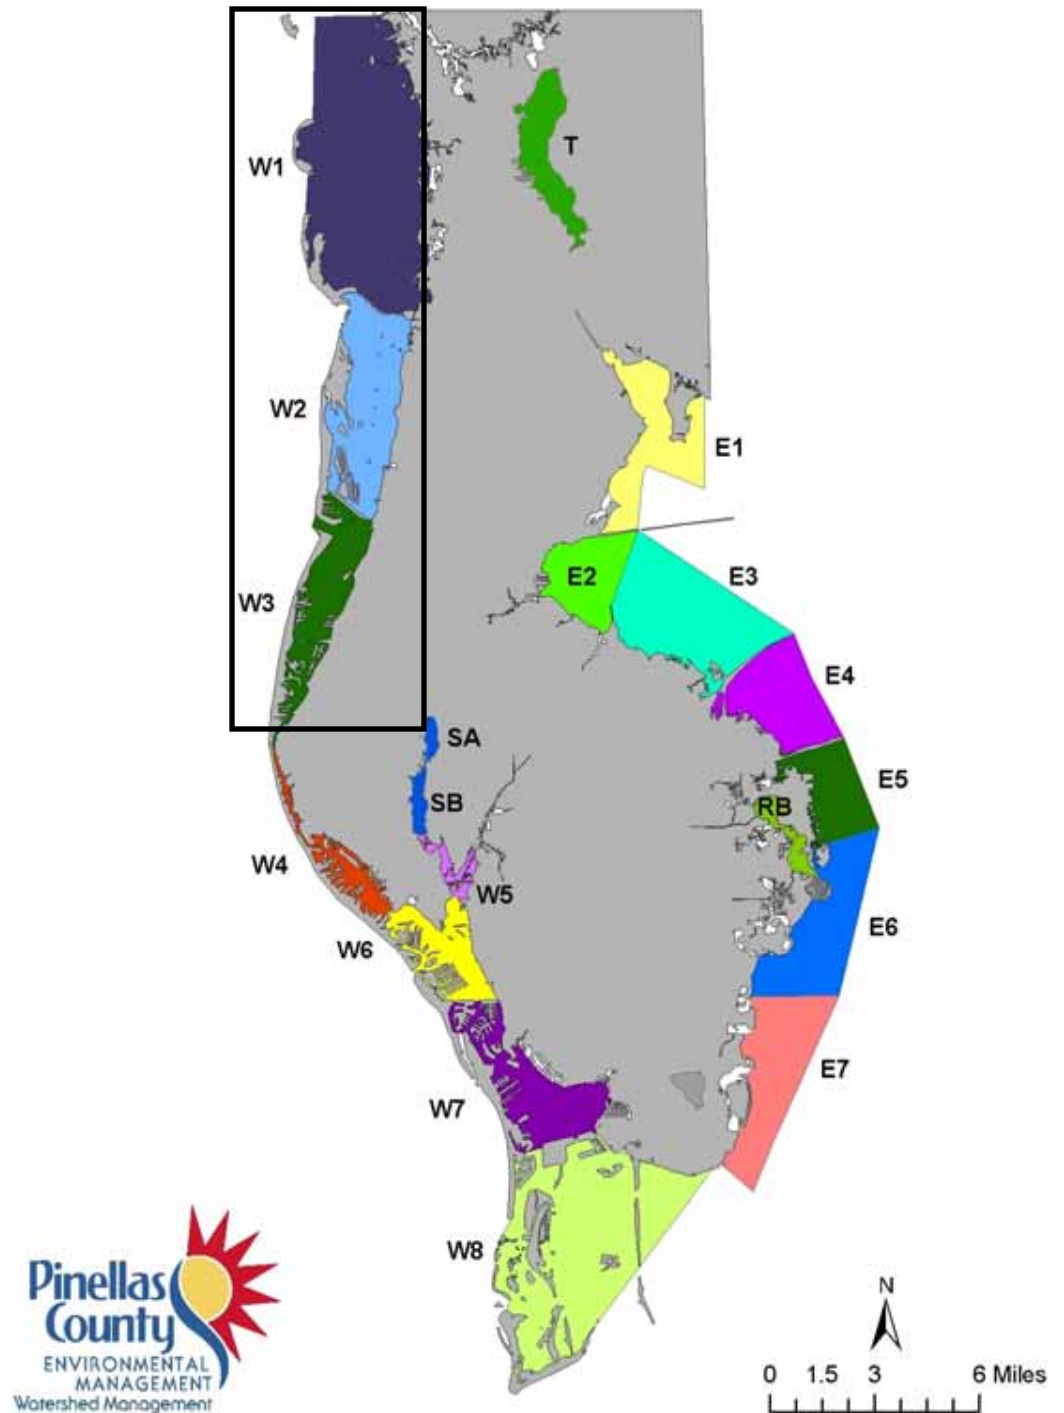 W1
T
W2
E1
E2
E3
W3
E4
SA
E5
SB
RB
W4
W5
E6
W6
E7
W7
W8
Pinellas
County
ENVIRONMENTAL
MANAGEMENT
Watershed Management
N
0 1.5 3 6 Miles